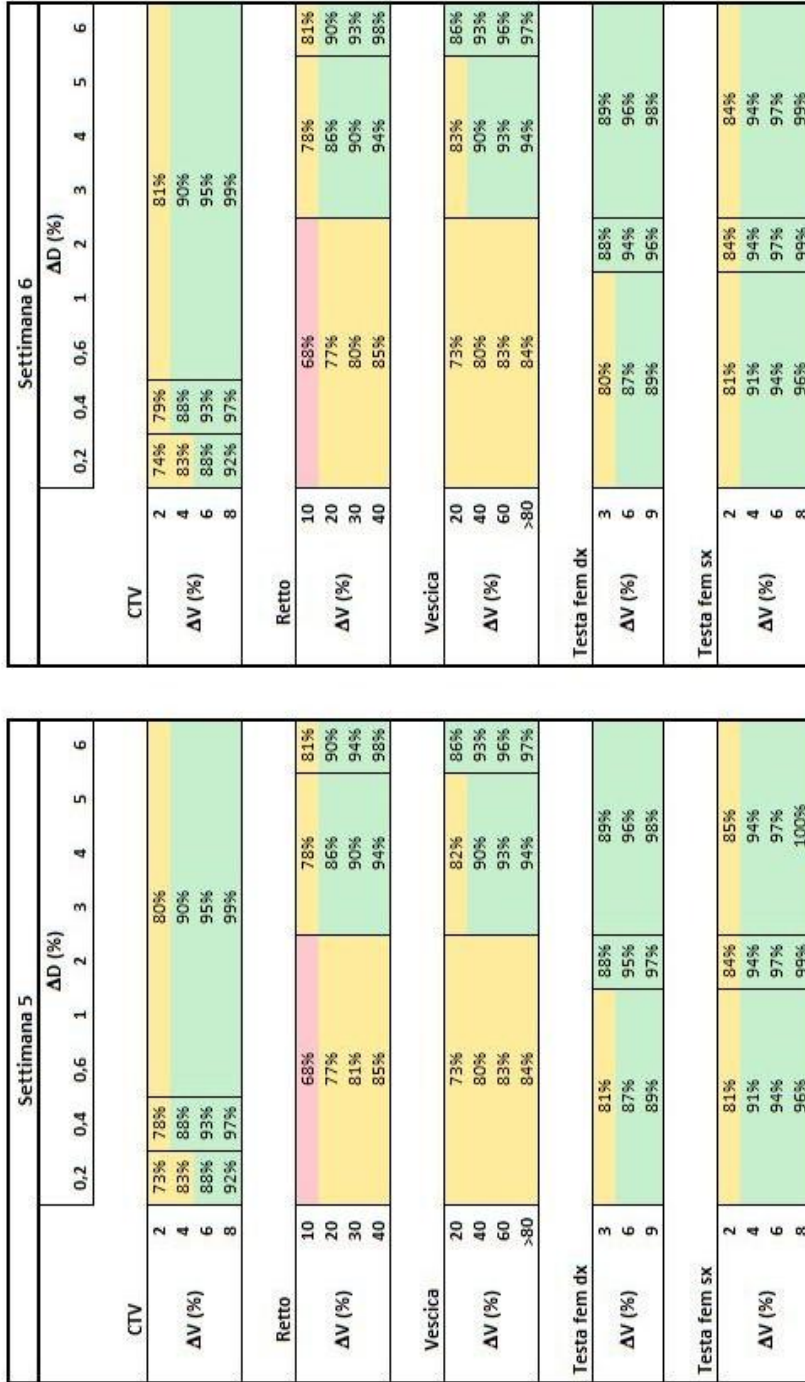 Settimana 5
ΔD (%)
0,2 0,4 0,6 1 2 3 4 5 6
CTV
ΔV (%)
2 73% 78% 80%
4 83% 88% 90%
6 88% 93% 95%
8 92% 97% 99%
Retto
ΔV (%)
10 68% 78% 81%
20 77% 86% 90%
30 81% 90% 94%
40 85% 94% 98%
Vescica
ΔV (%)
20 73% 82% 86%
40 80% 90% 93%
60 83% 93% 96%
>80 84% 94% 97%
Testa fem dx
ΔV (%)
3 81% 88% 89%
6 87% 95% 96%
9 89% 97% 98%
Testa fem sx
ΔV (%)
2 81% 84% 85%
4 91% 94% 94%
6 94% 97% 97%
8 96% 99% 100%
Settimana 6
ΔD (%)
0,2 0,4 0,6 1 2 3 4 5 6
CTV
ΔV (%)
2 74% 79% 81%
4 83% 88% 90%
6 88% 93% 95%
8 92% 97% 99%
Retto
ΔV (%)
10 68% 78% 81%
20 77% 86% 90%
30 80% 90% 93%
40 85% 94% 98%
Vescica
ΔV (%)
20 73% 83% 86%
40 80% 90% 93%
60 83% 93% 96%
>80 84% 94% 97%
Testa fem dx
ΔV (%)
3 80% 88% 89%
6 87% 94% 96%
9 89% 96% 98%
Testa fem sx
ΔV (%)
2 81% 84% 84%
4 91% 94% 94%
6 94% 97% 97%
8 96% 99% 99%